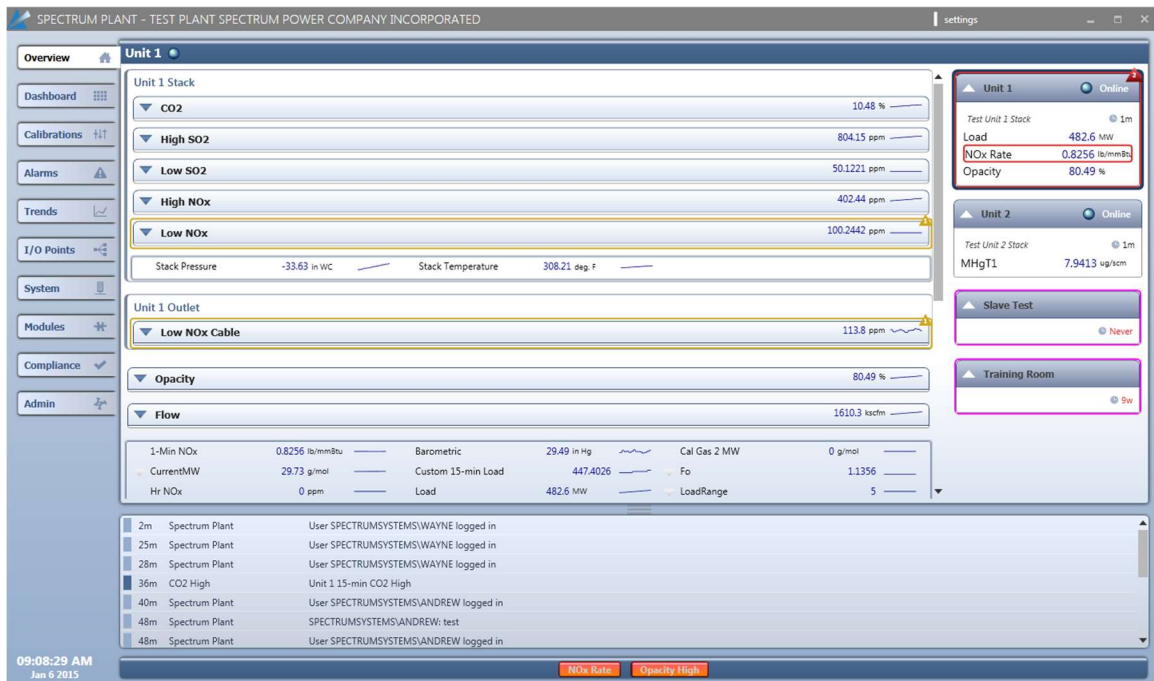 SPECTRUM PLANT - TEST PLANT SPECTRUM POWER COMPANY INCORPORATED settings
Overview
Dashboard
Calibrations
Alarms
Trends
I/O Points
System
Modules
Compliance
Admin
09:08:29 AM
Jan 6 2015
Unit 1
Unit 1 Stack
CO2 10.48 %
High SO2 804.15 ppm
Low SO2 50.1221 ppm
High NOx 402.44 ppm
Low NOx 100.2442 ppm
Stack Pressure -33.63 in WC Stack Temperature 308.21 deg. F
Unit 1 Outlet
Low NOx Cable 113.8 ppm
Opacity 80.49 %
Flow 1610.3 kscfm
1-Min NOx 0.8256 lb/mmBtu Barometric 29.49 in Hg Cal Gas 2 MW 0 g/mol
CurrentMW 29.73 g/mol Custom 15-min Load 447.4026 Fo 1.1356
Hr NOx 0 ppm Load 482.6 MW LoadRange 5
2
Unit 1 Online
Test Unit 1 Stack 1m
Load 482.6 MW
NOx Rate 0.8256 lb/mmBtu
Opacity 80.49 %
Unit 2 Online
Test Unit 2 Stack 1m
MHgT1 7.9413 ug/scm
Slave Test
Never
Training Room
9w
2m Spectrum Plant User SPECTRUMSYSTEMS\WAYNE logged in
25m Spectrum Plant User SPECTRUMSYSTEMS\WAYNE logged in
28m Spectrum Plant User SPECTRUMSYSTEMS\WAYNE logged in
36m CO2 High Unit 1 15-min CO2 High
40m Spectrum Plant User SPECTRUMSYSTEMS\ANDREW logged in
48m Spectrum Plant SPECTRUMSYSTEMS\ANDREW: test
48m Spectrum Plant User SPECTRUMSYSTEMS\ANDREW logged in
NOx Rate Opacity High